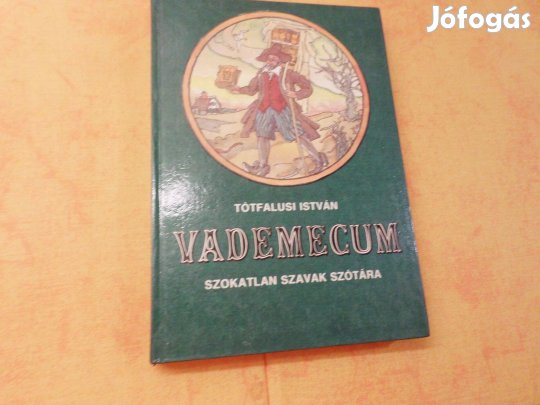 Jófogás
TÓTFALUSI ISTVÁN
VADEMECUM
SZOKATLAN SZAVAK SZÓTÁRA